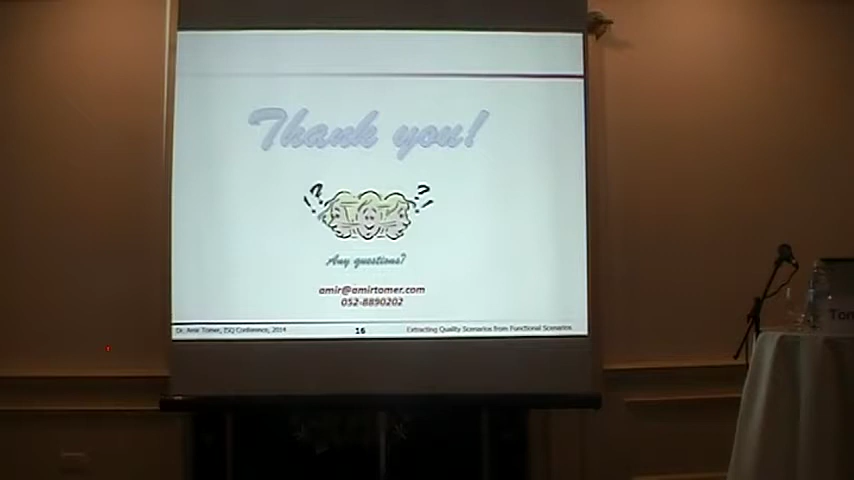 Thank you!
? ?
Any questions?
amir@amirtomer.com
052-8890202
Dr. Amir Tomer, ISQ Conference, 2014 16 Extracting Quality Scenarios from Functional Scenarios
Tom